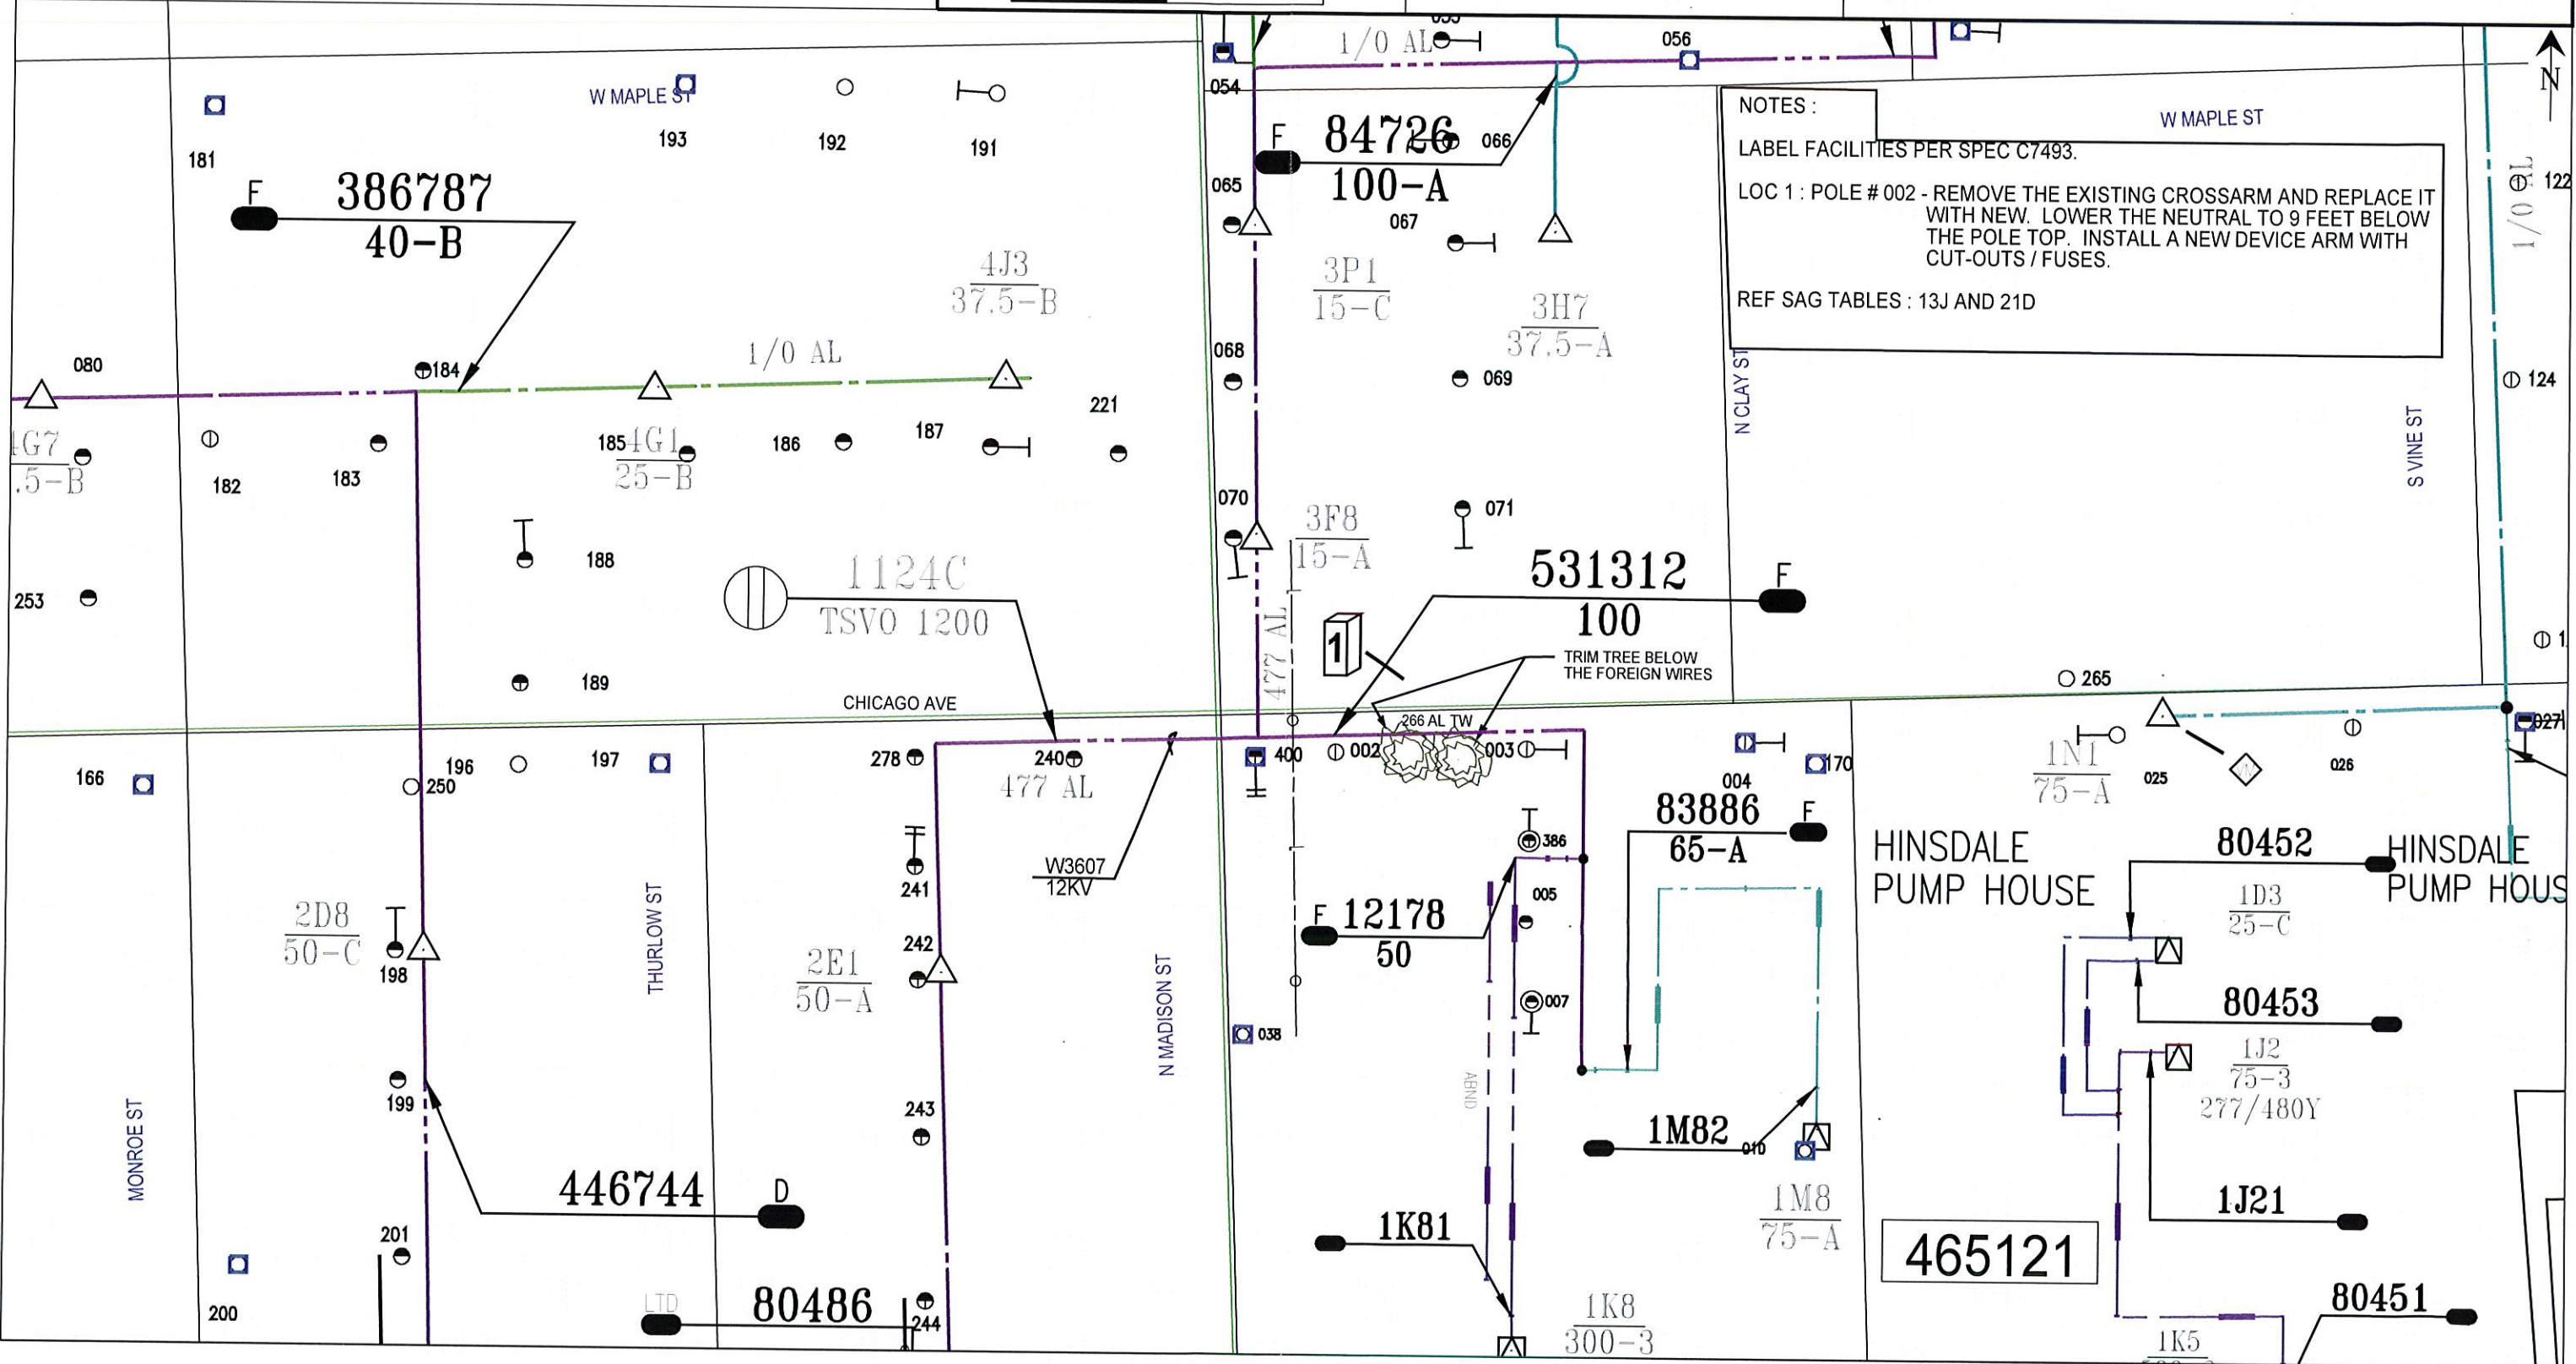 1/0 AL
056
N
054
W MAPLE ST
181
193
192
191
F 84726
066
100-A
067
065
NOTES :
LABEL FACILITIES PER SPEC C7493.
LOC 1 : POLE # 002 - REMOVE THE EXISTING CROSSARM AND REPLACE IT
WITH NEW. LOWER THE NEUTRAL TO 9 FEET BELOW
THE POLE TOP. INSTALL A NEW DEVICE ARM WITH
CUT-OUTS / FUSES.
REF SAG TABLES : 13J AND 21D
W MAPLE ST
1/0 AL
122
F 386787
40-B
4J3
37.5-B
3P1
15-C
3H7
37.5-A
080
184
1/0 AL
068
069
N CLAY ST
124
S VINE ST
4G7
.5-B
182
183
185
4G1
25-B
186
187
221
070
071
3F8
15-A
253
188
189
1124C
TSVO 1200
477 AL
531312 F
100
1
TRIM TREE BELOW
THE FOREIGN WIRES
265
CHICAGO AVE
266 AL TW
166
250
196
197
278
240
477 AL
400
002
003
004
170
1N1
75-A
025
026
027
W3607
12KV
241
242
2E1
50-A
2D8
50-C
198
THURLOW ST
N MADISON ST
386
005
F 12178
50
007
038
ABND
83886 F
65-A
HINSDALE
PUMP HOUSE
80452
HINSDALE
PUMP HOUS
1D3
25-C
80453
1J2
75-3
277/480Y
199
243
MONROE ST
446744 D
1M82
010
1M8
75-A
1J21
465121
201
200
LTD
80486
244
1K81
1K8
300-3
80451
1K5